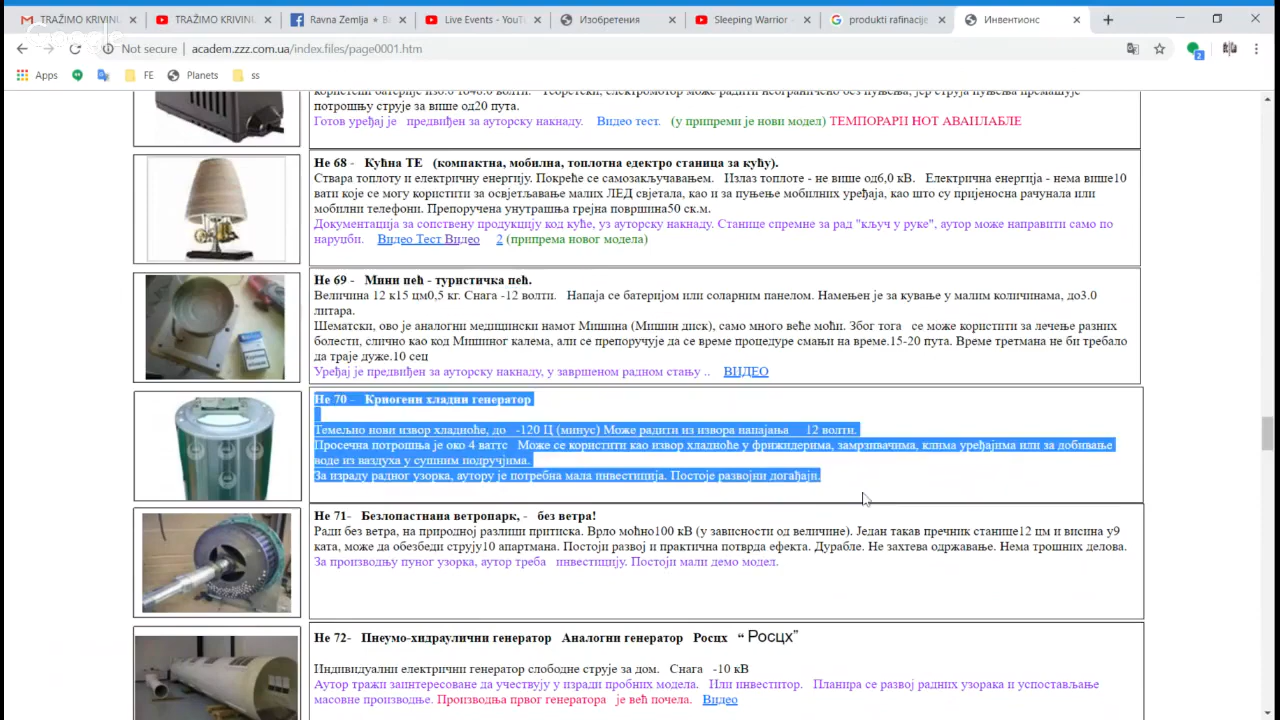 TRAŽIMO KRIVINU
TRAŽIMO KRIVINU
Ravna Zemlja
Live Events - YouT
Изобретения
Sleeping Warrior -
produkti rafinacije
Инвентионс
Google
Not secure
academ.zzz.com.ua/index.files/page0001.htm
Apps
FE
Planets
ss
потрошњу струје за више од20 пута.
Готов уређај је предвиђен за ауторску накнаду. Видео тест. (у припреми је нови модел) ТЕМПОРАРИ НОТ АВАИЛАБЛЕ
Не 68 - Кућна ТЕ (компактна, мобилна, топлотна едектро станица за кућу).
Ствара топлоту и електричну енергију. Покреће се самозакључавањем. Излаз топлоте - не више од6,0 кВ. Електрична енергија - нема више10
вати које се могу користити за освјетљавање малих ЛЕД свјетала, као и за пуњење мобилних уређаја, као што су пријеносна рачунала или
мобилни телефони. Препоручена унутрашња грејна површина50 ск.м.
Документација за сопствену продукцију код куће, уз ауторску накнаду. Станице спремне за рад "кључ у руке", аутор може направити само по
наруџби. Видео Тест Видео 2 (припрема новог модела)
Не 69 - Мини пећ - туристичка пећ.
Величина 12 к15 цм0,5 кг. Снага -12 волти. Напаја се батеријом или соларним панелом. Намењен је за кување у малим количинама, до3.0
литара.
Шематски, ово је аналогни медицински намот Мишина (Мишин диск), само много веће моћи. Због тога се може користити за лечење разних
болести, слично као код Мишиног калема, али се препоручује да се време процедуре смањи на време.15-20 пута. Време третмана не би требало
да траје дуже.10 сец
Уређај је предвиђен за ауторску накнаду, у завршеном радном стању .. ВИДЕО
Не 70 - Криогени хладни генератор
Темељно нови извор хладноће, до -120 Ц (минус) Може радити из извора напајања 12 волти.
Просечна потрошња је око 4 ваттс Може се користити као извор хладноће у фрижидерима, замрзивачима, клима уређајима или за добивање
воде из ваздуха у сушним подручјима.
За израду радног узорка, аутору је потребна мала инвестиција. Постоје развојни догађаји.
Не 71- Безлопастнана ветропарк, - без ветра!
Ради без ветра, на природној разлици притиска. Врло моћно100 кВ (у зависности од величине). Један такав пречник станице12 цм и висина у9
ката, може да обезбеди струју10 апартмана. Постоји развој и практична потврда ефекта. Дурабле. Не захтева одржавање. Нема трошних делова.
За производњу пуног узорка, аутор треба инвестицију. Постоји мали демо модел.
Не 72- Пнеумо-хидраулични генератор Аналогни генератор Росцх “ Росцх”
Индивидуални електрични генератор слободне струје за дом. Снага -10 кВ
Аутор тражи заинтересоване да учествују у изради пробних модела. Или инвеститор. Планира се развој радних узорака и успостављање
масовне производње. Производња првог генератора је већ почела. Видео